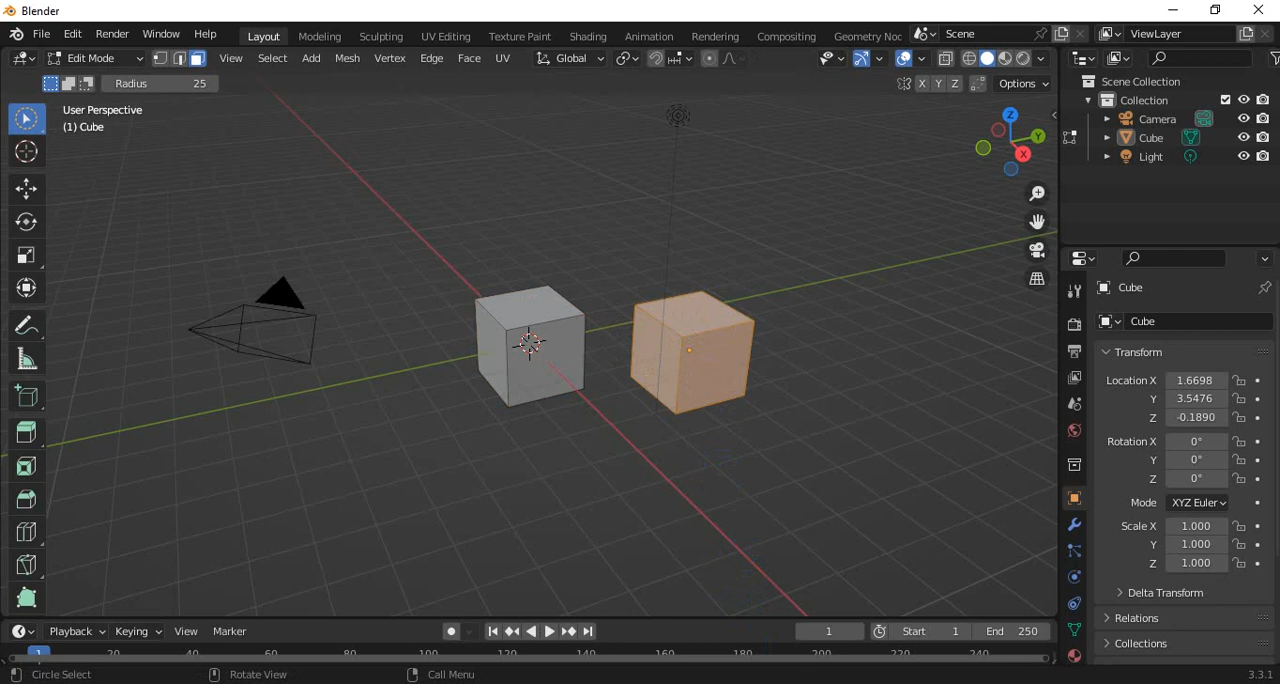 Blender
File Edit Render Window Help Layout Modeling Sculpting UV Editing Texture Paint Shading Animation Rendering Compositing Geometry Noc Scene ViewLayer
Edit Mode View Select Add Mesh Vertex Edge Face UV Global
Radius 25 X Y Z Options
User Perspective
(1) Cube
Z
Y
X
Scene Collection
Collection
Camera
Cube
Light
Cube
Cube
Transform
Location X 1.6698
Y 3.5476
Z -0.1890
Rotation X 0°
Y 0°
Z 0°
Mode XYZ Euler
Scale X 1.000
Y 1.000
Z 1.000
Delta Transform
Relations
Collections
Playback Keying View Marker 1 Start 1 End 250
1 20 40 60 80 100 120 140 160 180 200 220 240
Circle Select Rotate View Call Menu 3.3.1